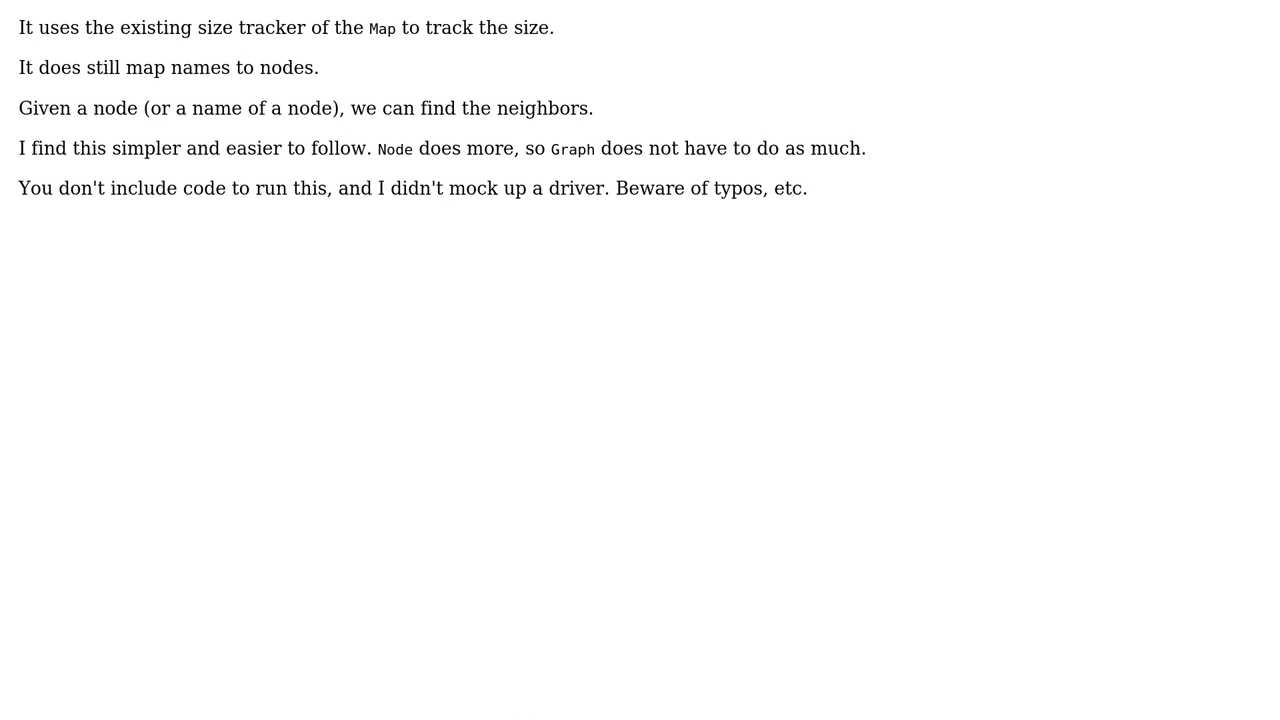 It uses the existing size tracker of the Map to track the size.
It does still map names to nodes.
Given a node (or a name of a node), we can find the neighbors.
I find this simpler and easier to follow. Node does more, so Graph does not have to do as much.
You don't include code to run this, and I didn't mock up a driver. Beware of typos, etc.